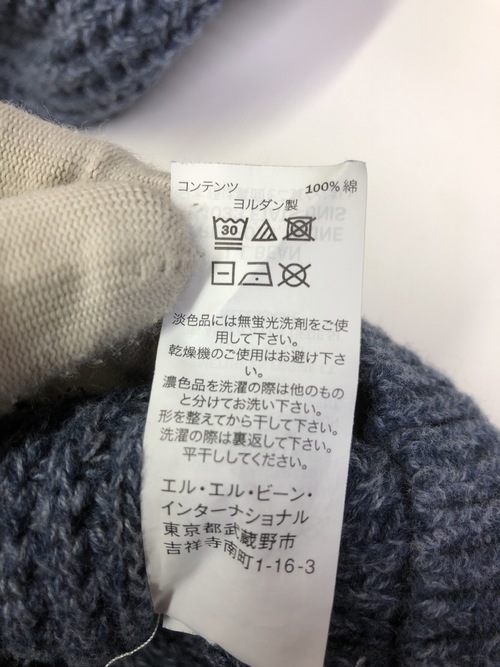 コンテンツ 100% 綿
ヨルダン製
30
淡色品には無蛍光洗剤をご使
用して下さい。
乾燥機のご使用はお避け下さ
い。
濃色品を洗濯の際は他のもの
と分けてお洗い下さい。
形を整えてから干して下さい。
洗濯の際は裏返して下さい。
平干ししてください。
エル・エル・ビーン・
インターナショナル
東京都武蔵野市
吉祥寺南町1-16-3